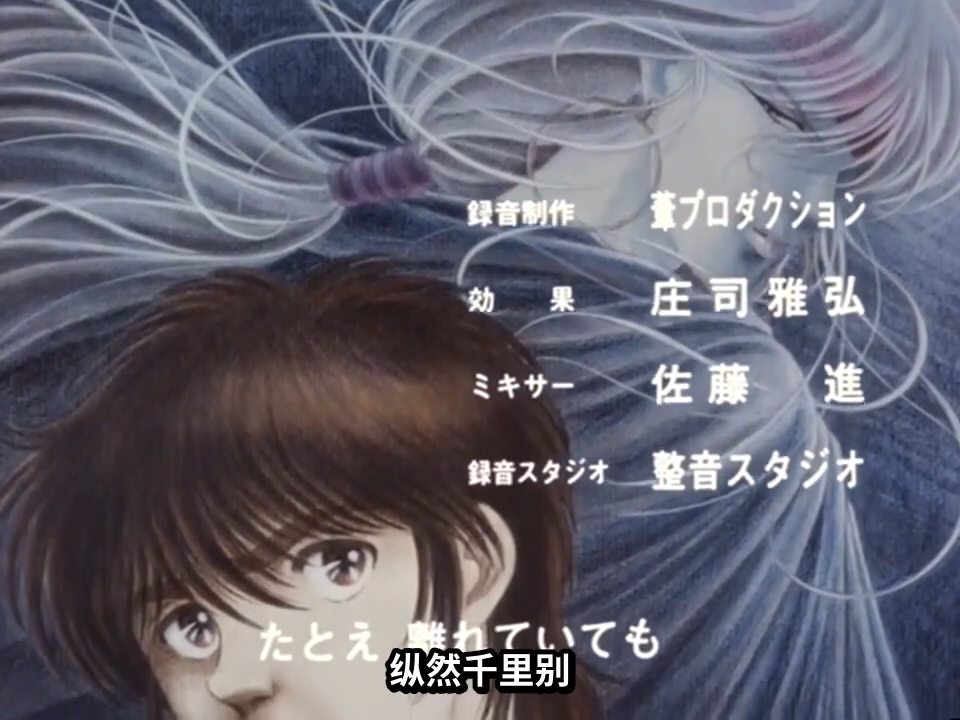 録音制作 葦プロダクション
効果 庄司雅弘
ミキサー 佐藤進
録音スタジオ 整音スタジオ
たとえ 離れていても
纵然千里别